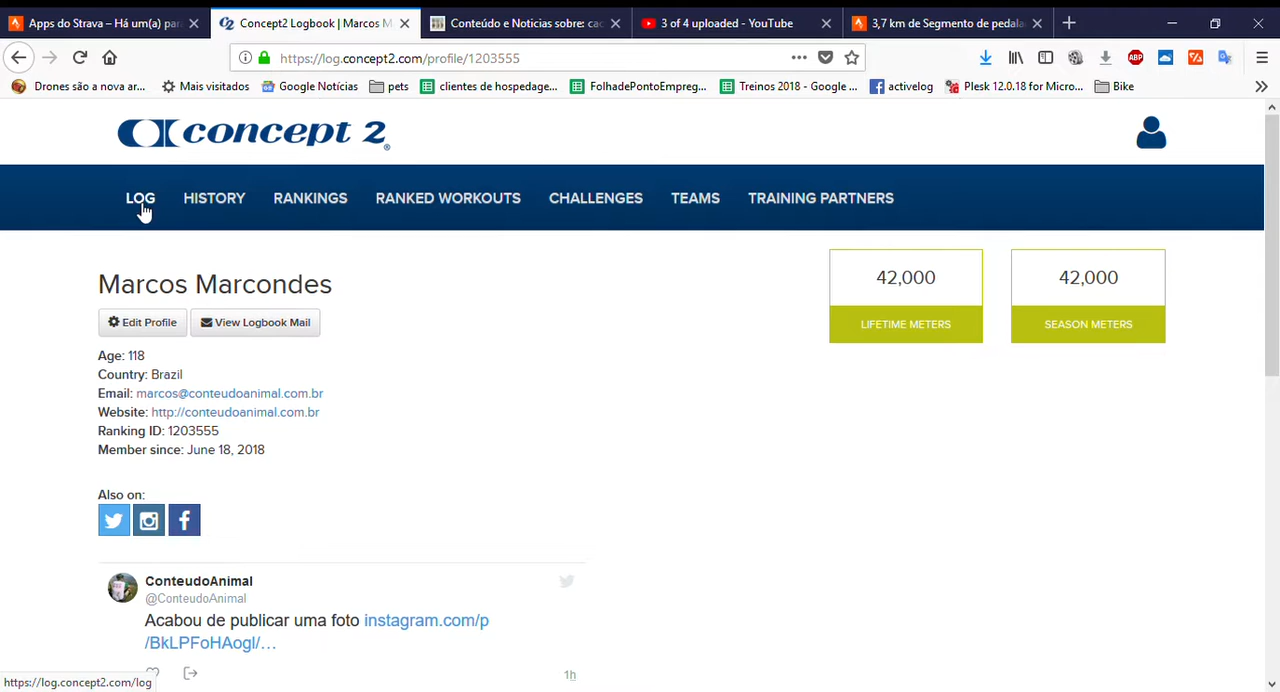 Apps do Strava – Há um(a) par
Concept2 Logbook | Marcos M
Conteúdo e Noticias sobre: cac
3 of 4 uploaded - YouTube
3,7 km de Segmento de pedala
https://log.concept2.com/profile/1203555
ABP
Drones são a nova ar...
Mais visitados
Google Notícias
pets
clientes de hospedage...
FolhadePontoEmpreg...
Treinos 2018 - Google ...
activelog
Plesk 12.0.18 for Micro...
Bike
concept 2
LOG
HISTORY
RANKINGS
RANKED WORKOUTS
CHALLENGES
TEAMS
TRAINING PARTNERS
Marcos Marcondes
Edit Profile
View Logbook Mail
42,000
LIFETIME METERS
42,000
SEASON METERS
Age: 118
Country: Brazil
Email: marcos@conteudoanimal.com.br
Website: http://conteudoanimal.com.br
Ranking ID: 1203555
Member since: June 18, 2018
Also on:
ConteudoAnimal
@ConteudoAnimal
Acabou de publicar uma foto instagram.com/p
/BkLPFoHAogl/…
1h
https://log.concept2.com/log